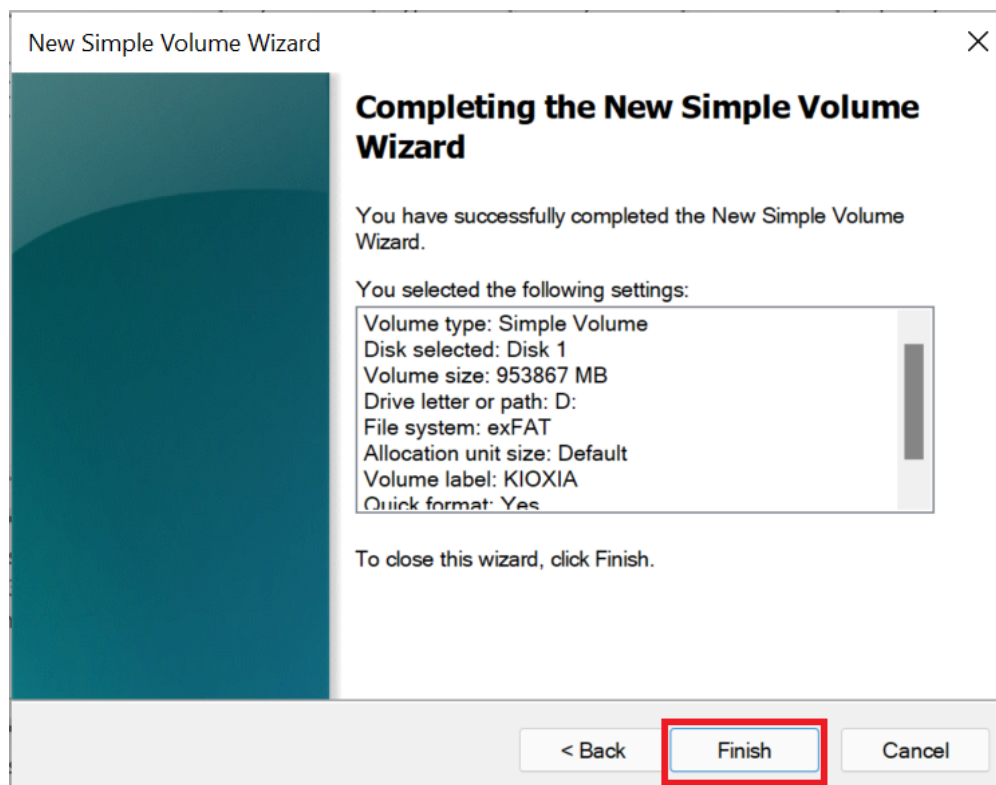 New Simple Volume Wizard
Completing the New Simple Volume
Wizard
You have successfully completed the New Simple Volume
Wizard.
You selected the following settings:
Volume type: Simple Volume
Disk selected: Disk 1
Volume size: 953867 MB
Drive letter or path: D:
File system: exFAT
Allocation unit size: Default
Volume label: KIOXIA
Quick format: Yes
To close this wizard, click Finish.
< Back
Finish
Cancel